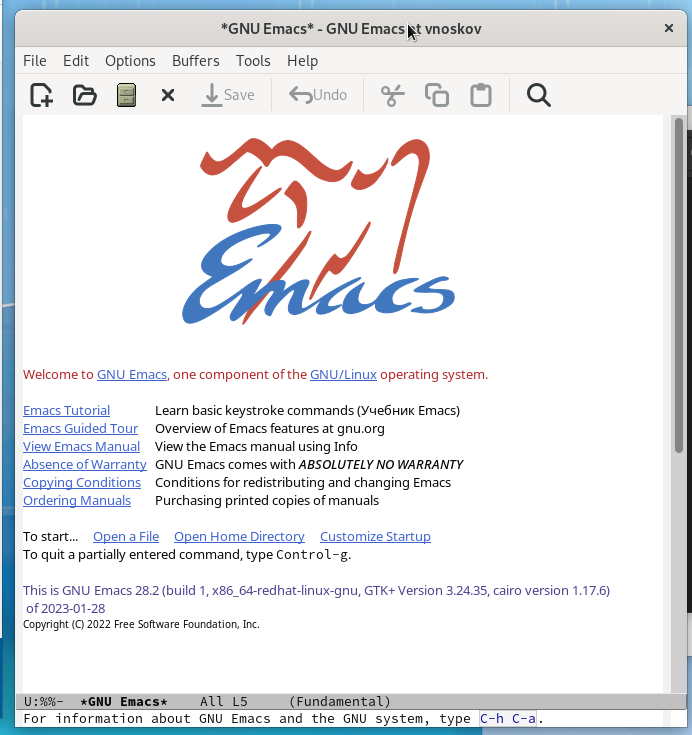 *GNU Emacs* - GNU Emacs at vnoskov
File Edit Options Buffers Tools Help
Save Undo
Emacs
Welcome to GNU Emacs, one component of the GNU/Linux operating system.
Emacs Tutorial Learn basic keystroke commands (Учебник Emacs)
Emacs Guided Tour Overview of Emacs features at gnu.org
View Emacs Manual View the Emacs manual using Info
Absence of Warranty GNU Emacs comes with ABSOLUTELY NO WARRANTY
Copying Conditions Conditions for redistributing and changing Emacs
Ordering Manuals Purchasing printed copies of manuals
To start... Open a File Open Home Directory Customize Startup
To quit a partially entered command, type Control-g.
This is GNU Emacs 28.2 (build 1, x86_64-redhat-linux-gnu, GTK+ Version 3.24.35, cairo version 1.17.6)
of 2023-01-28
Copyright (C) 2022 Free Software Foundation, Inc.
U:%%- *GNU Emacs* All L5 (Fundamental)
For information about GNU Emacs and the GNU system, type C-h C-a.